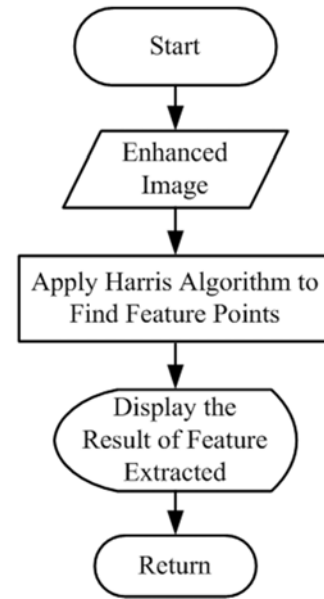 Start
Enhanced
Image
Apply Harris Algorithm to
Find Feature Points
Display the
Result of Feature
Extracted
Return